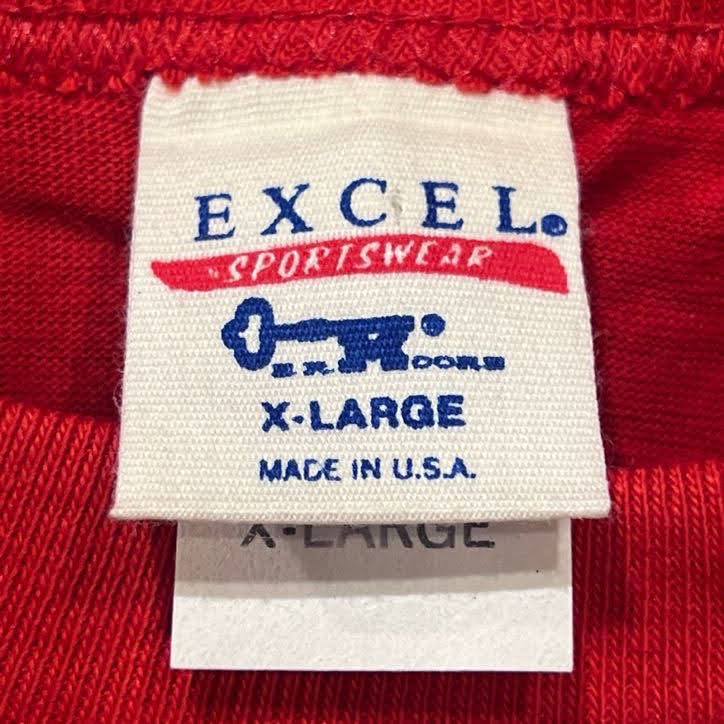 EXCEL®
SPORTSWEAR
X-LARGE
MADE IN U.S.A.
X-LARGE